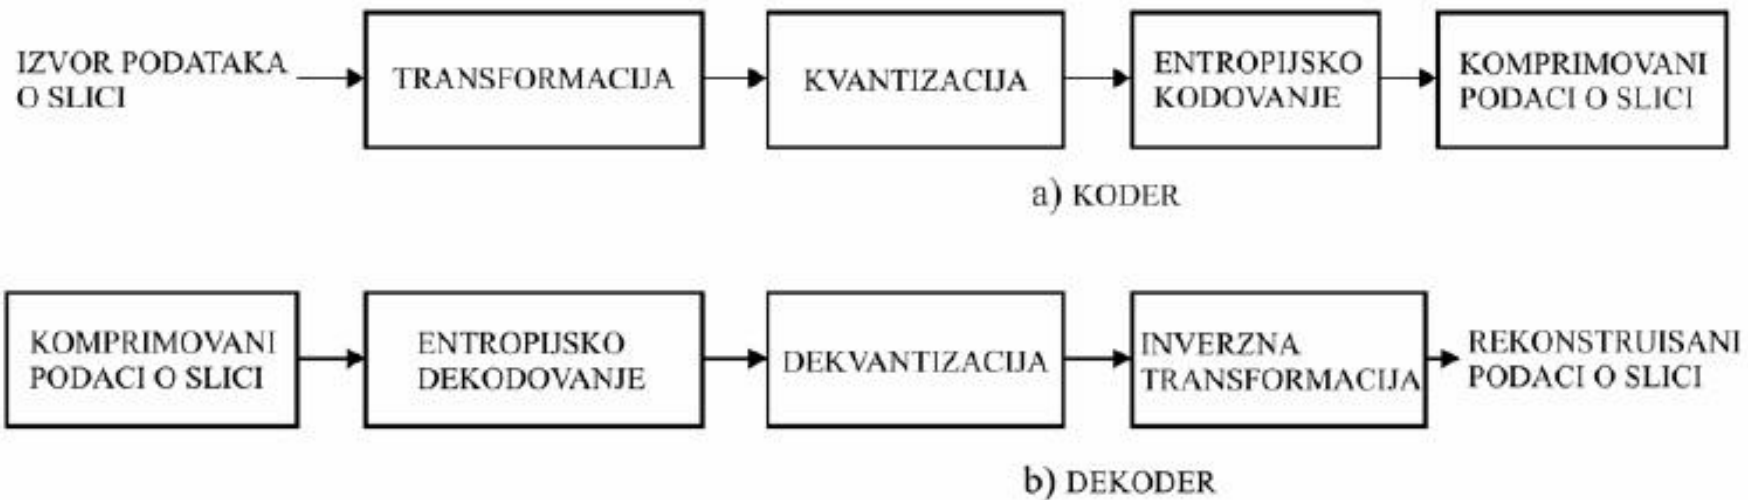 IZVOR PODATAKA
O SLICI
TRANSFORMACIJA
KVANTIZACIJA
ENTROPIJSKO
KODOVANJE
KOMPRIMOVANI
PODACI O SLICI
a) KODER
KOMPRIMOVANI
PODACI O SLICI
ENTROPIJSKO
DEKODOVANJE
DEKVANTIZACIJA
INVERZNA
TRANSFORMACIJA
REKONSTRUISANI
PODACI O SLICI
b) DEKODER